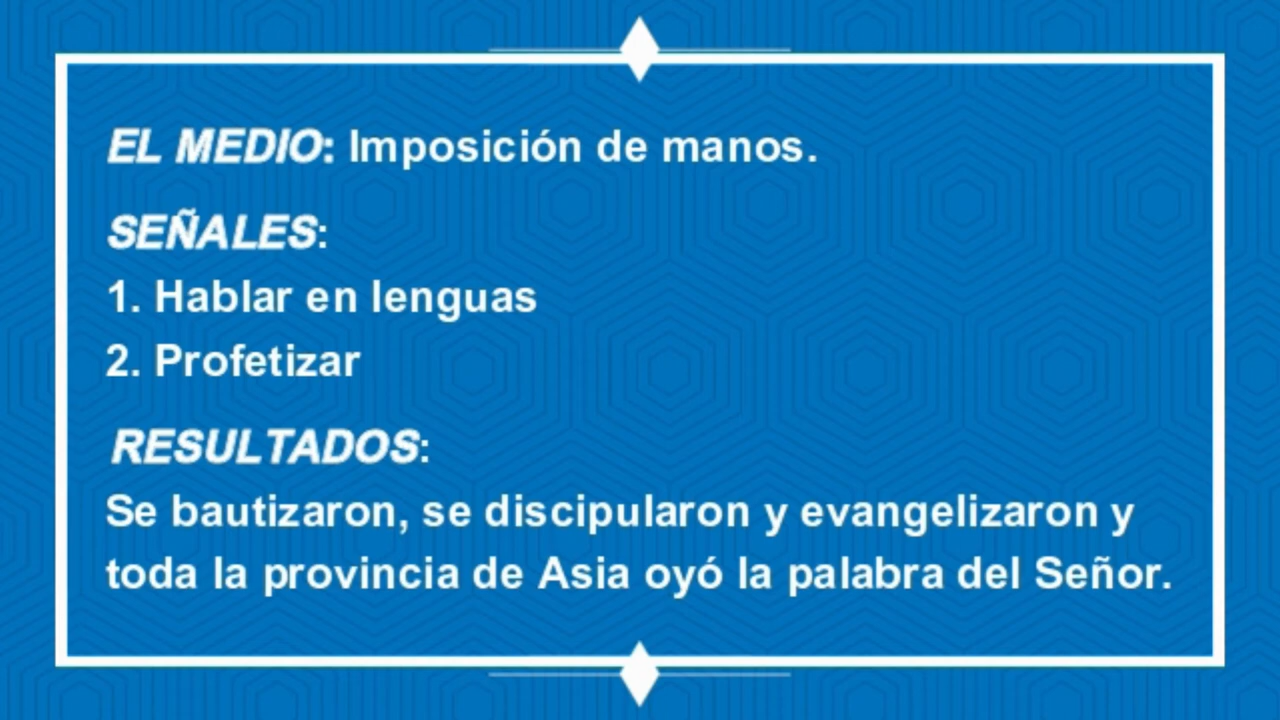 EL MEDIO: Imposición de manos.
SEÑALES:
1. Hablar en lenguas
2. Profetizar
RESULTADOS:
Se bautizaron, se discipularon y evangelizaron y
toda la provincia de Asia oyó la palabra del Señor.